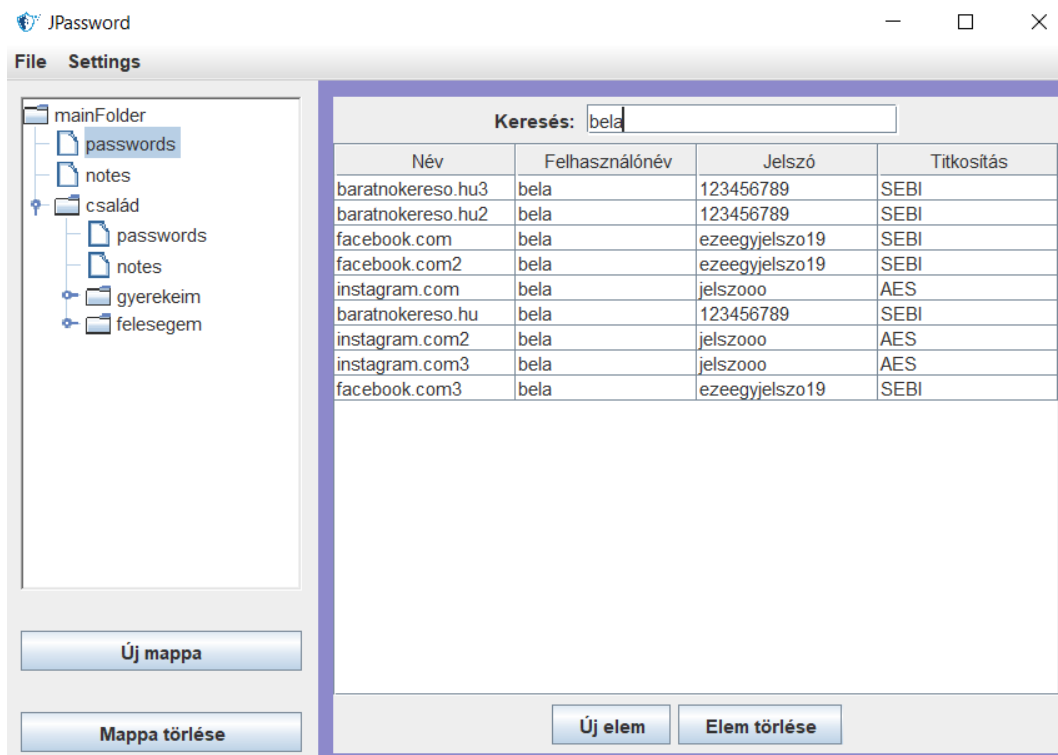 JPassword
File Settings
mainFolder
passwords
notes
család
passwords
notes
gyerekeim
felesegem
Új mappa
Mappa törlése
Keresés: bela
Név Felhasználónév Jelszó Titkosítás
baratnokereso.hu3 bela 123456789 SEBI
baratnokereso.hu2 bela 123456789 SEBI
facebook.com bela ezeegyjelszo19 SEBI
facebook.com2 bela ezeegyjelszo19 SEBI
instagram.com bela jelszooo AES
baratnokereso.hu bela 123456789 SEBI
instagram.com2 bela jelszooo AES
instagram.com3 bela jelszooo AES
facebook.com3 bela ezeegyjelszo19 SEBI
Új elem Elem törlése